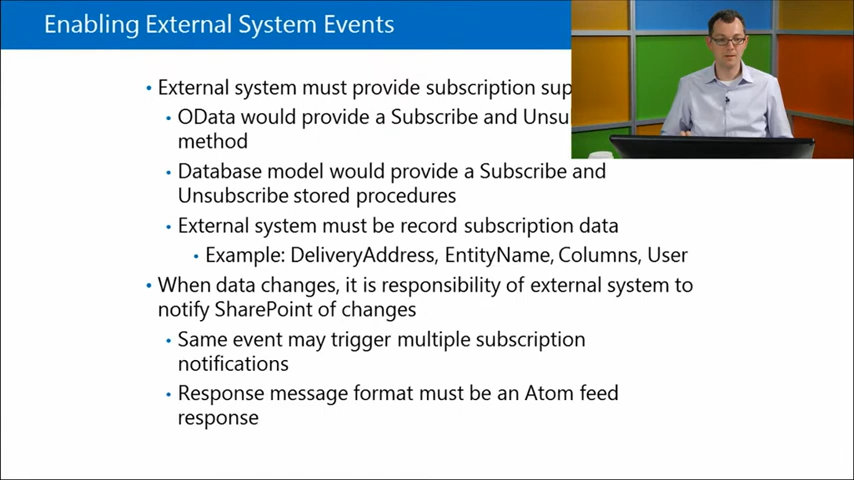 Enabling External System Events
• External system must provide subscription
• OData would provide a Subscribe and
method
• Database model would provide a Subscribe and
Unsubscribe stored procedures
• External system must be record subscription data
• Example: DeliveryAddress, EntityName, Columns, User
• When data changes, it is responsibility of external system to
notify SharePoint of changes
• Same event may trigger multiple subscription
notifications
• Response message format must be an Atom feed
response